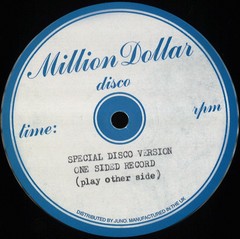 Million Dollar
disco
time:
rpm
SPECIAL DISCO VERSION
ONE SIDED RECORD
(play other side)
DISTRIBUTED BY JUNO. MANUFACTURED IN THE UK